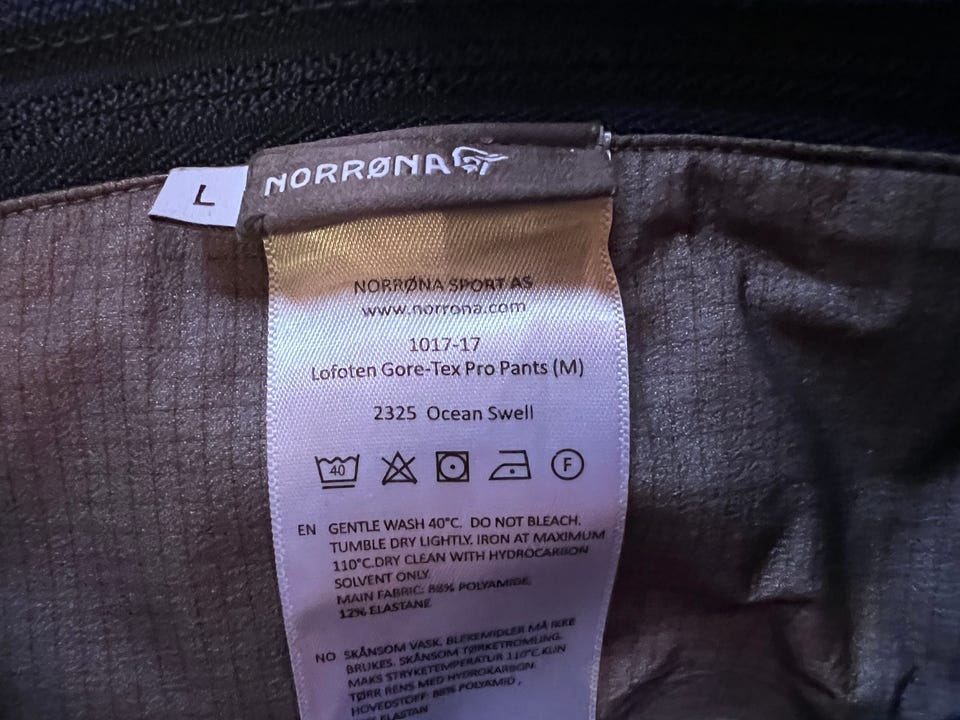 L
NORRØNA
NORRØNA SPORT AS
www.norrona.com
1017-17
Lofoten Gore-Tex Pro Pants (M)
2325 Ocean Swell
40
F
EN GENTLE WASH 40°C. DO NOT BLEACH.
TUMBLE DRY LIGHTLY. IRON AT MAXIMUM
110°C.DRY CLEAN WITH HYDROCARBON
SOLVENT ONLY.
MAIN FABRIC: 88% POLYAMIDE,
12% ELASTANE
NO SKÅNSOM VASK. BLEKEMIDLER MÅ IKKE
BRUKES. SKÅNSOM TØRKETROMLING.
MAKS STRYKETEMPERATUR 110°C.KUN
TØRR RENS MED HYDROKARBON.
HOVEDSTOFF: 88% POLYAMID,
ELASTAN